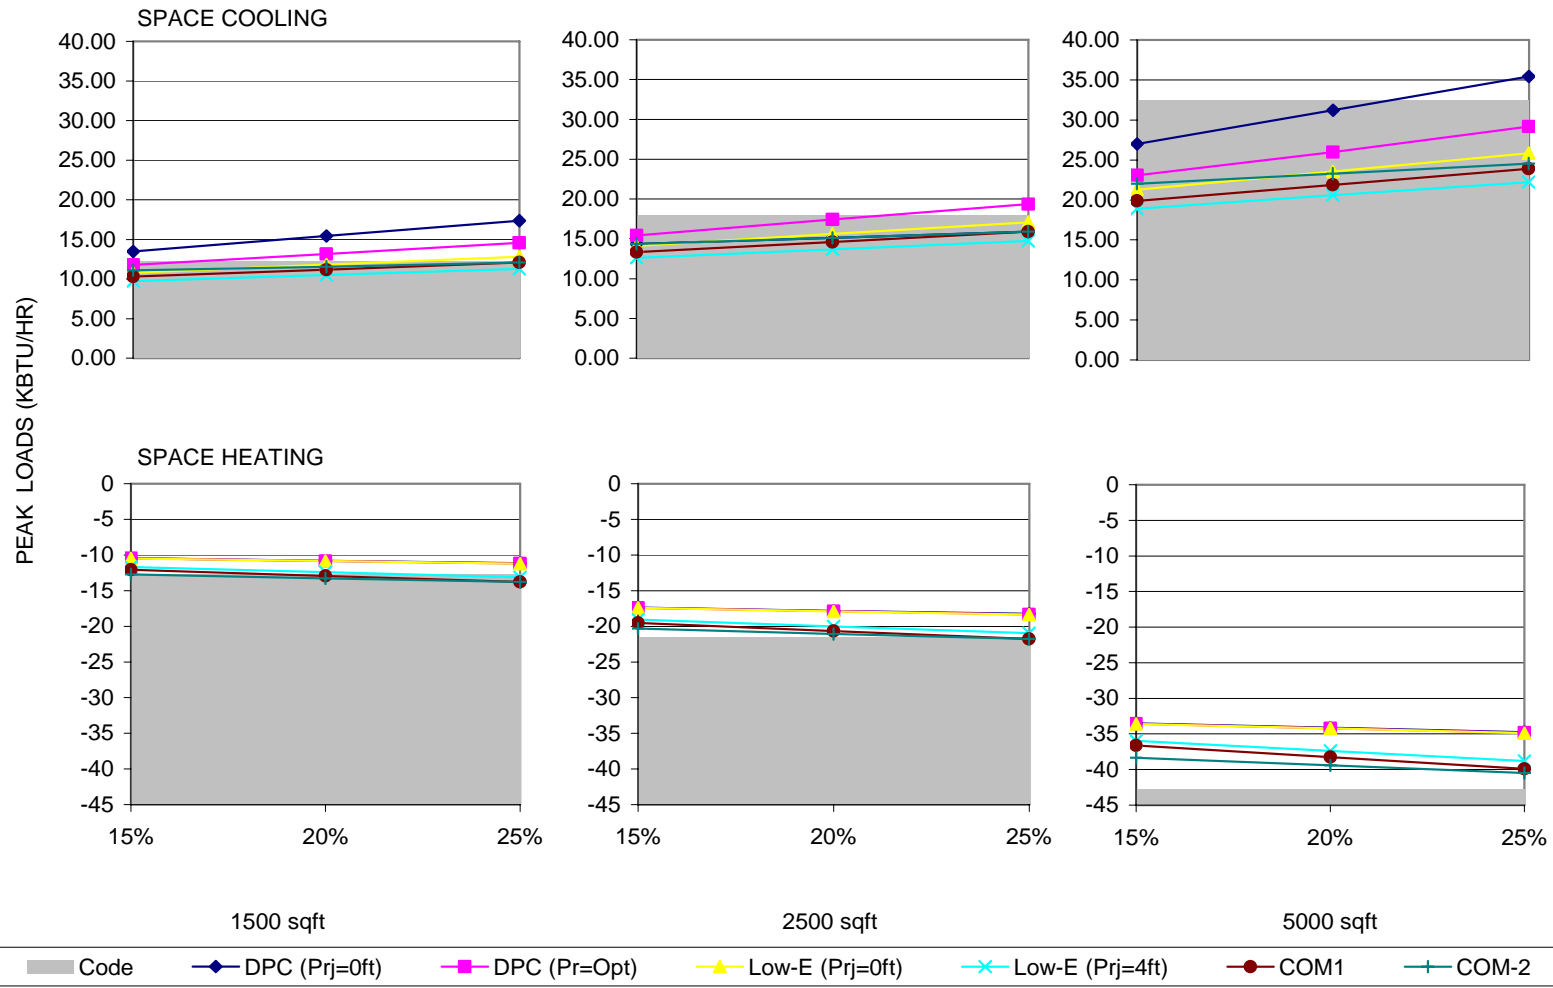 SPACE COOLING
40.00 40.00 40.00
35.00 35.00 35.00
30.00 30.00 30.00
25.00 25.00 25.00
20.00 20.00 20.00
15.00 15.00 15.00
10.00 10.00 10.00
5.00 5.00 5.00
0.00 0.00 0.00
PEAK LOADS (KBTU/HR)
SPACE HEATING
0 0 0
-5 -5 -5
-10 -10 -10
-15 -15 -15
-20 -20 -20
-25 -25 -25
-30 -30 -30
-35 -35 -35
-40 -40 -40
-45 -45 -45
15% 20% 25% 15% 20% 25% 15% 20% 25%
1500 sqft 2500 sqft 5000 sqft
Code DPC (Prj=0ft) DPC (Pr=Opt) Low-E (Prj=0ft) Low-E (Prj=4ft) COM1 COM-2